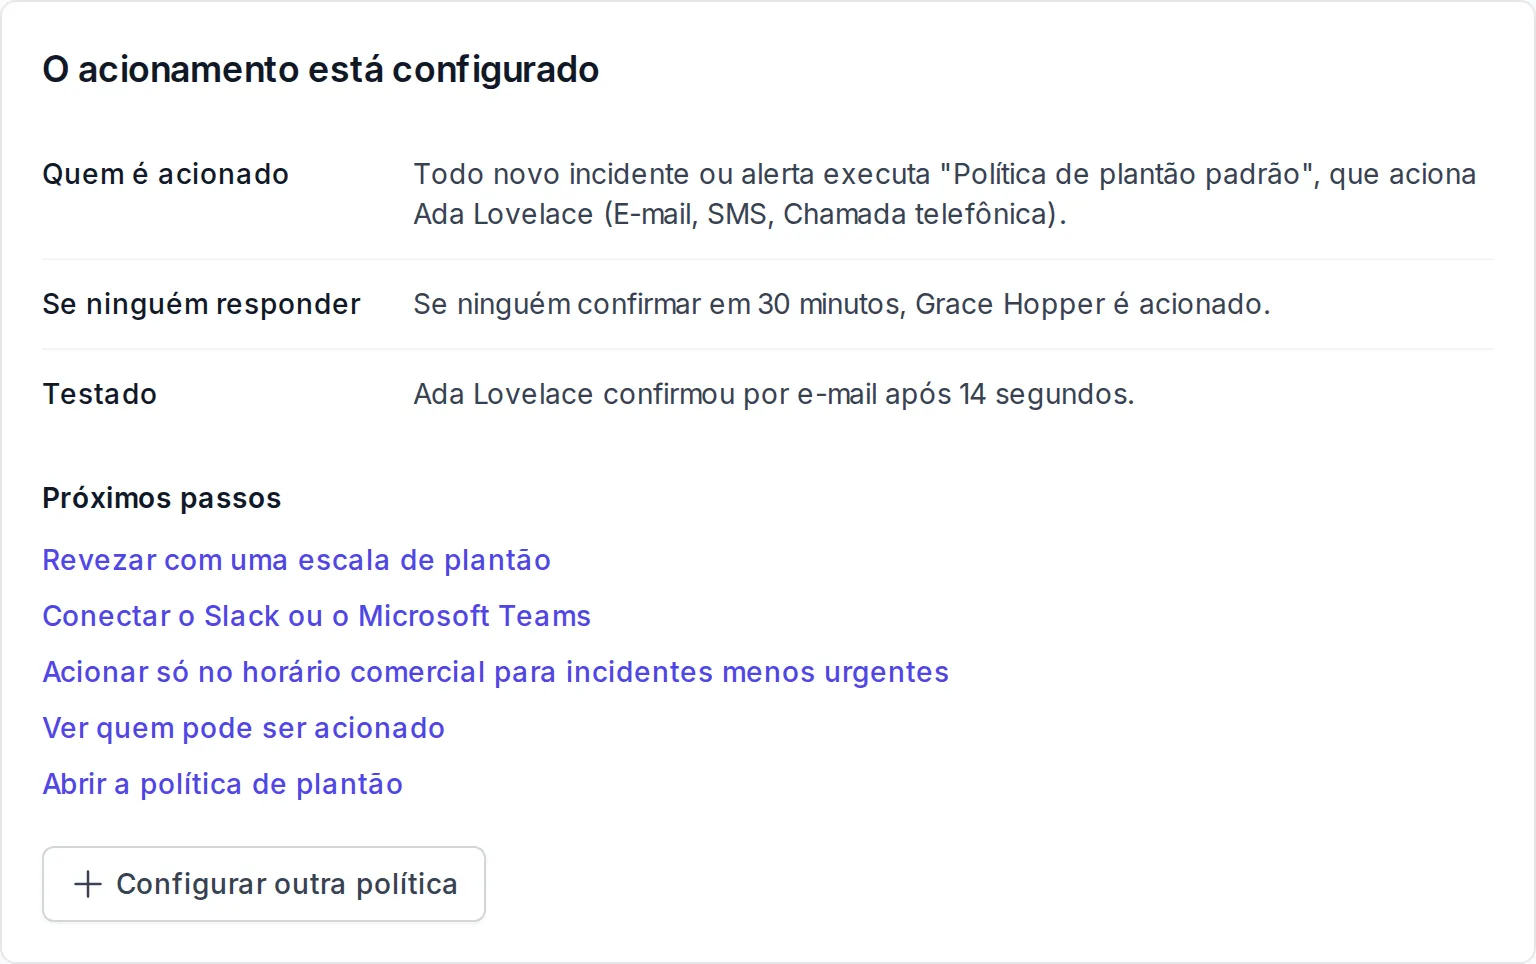 O acionamento está configurado
Quem é acionado
Todo novo incidente ou alerta executa "Política de plantão padrão", que aciona
Ada Lovelace (E-mail, SMS, Chamada telefônica).
Se ninguém responder
Se ninguém confirmar em 30 minutos, Grace Hopper é acionado.
Testado
Ada Lovelace confirmou por e-mail após 14 segundos.
Próximos passos
Revezar com uma escala de plantão
Conectar o Slack ou o Microsoft Teams
Acionar só no horário comercial para incidentes menos urgentes
Ver quem pode ser acionado
Abrir a política de plantão
Configurar outra política